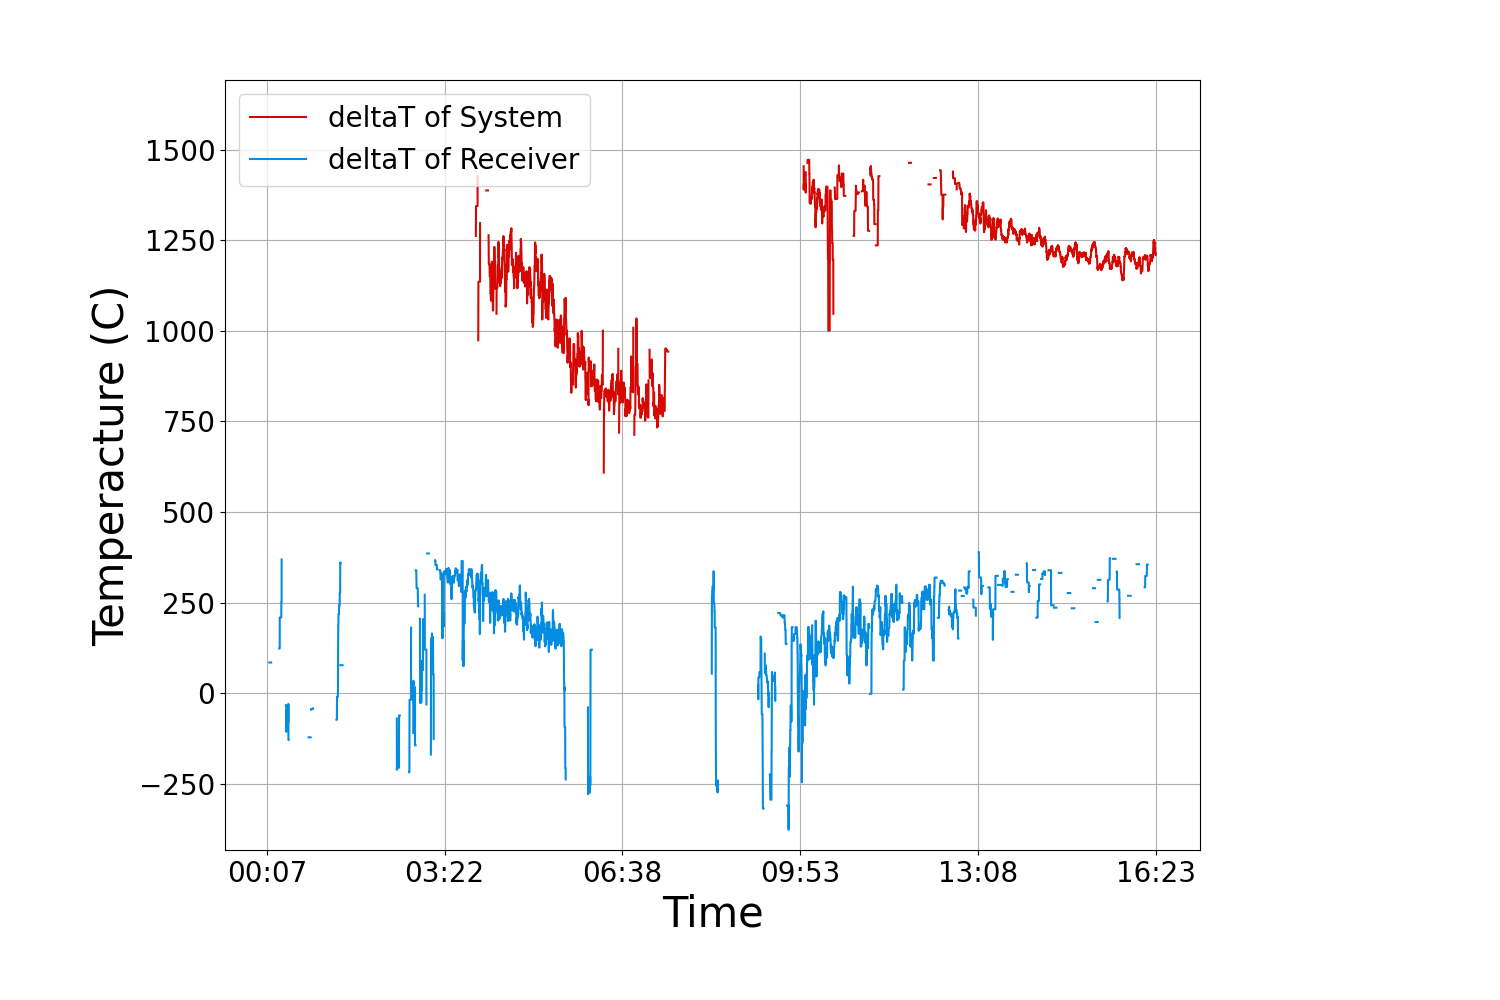 deltaT of System
deltaT of Receiver
1500
1250
1000
750
500
250
0
−250
Temperacture (C)
00:07 03:22 06:38 09:53 13:08 16:23
Time